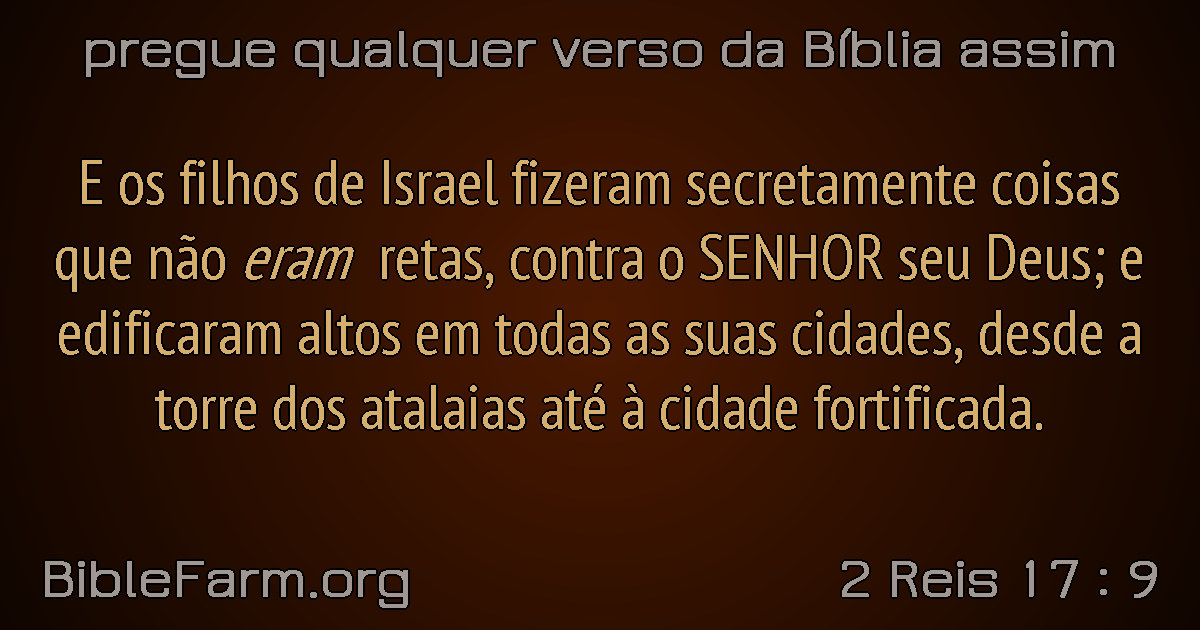 pregue qualquer verso da Bíblia assim
E os filhos de Israel fizeram secretamente coisas
que não eram retas, contra o SENHOR seu Deus; e
edificaram altos em todas as suas cidades, desde a
torre dos atalaias até à cidade fortificada.
BibleFarm.org
2 Reis 17 : 9